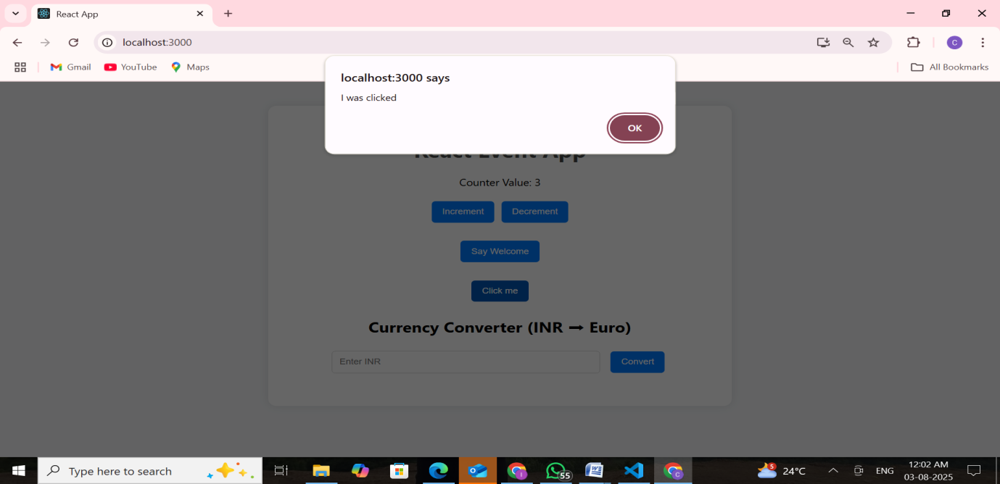 React App
localhost:3000
Gmail
YouTube
Maps
All Bookmarks
C
localhost:3000 says
I was clicked
OK
React Event App
Counter Value: 3
Increment
Decrement
Say Welcome
Click me
Currency Converter (INR ➞ Euro)
Enter INR
Convert
Type here to search
I
55
W
C
5
24°C
ENG
12:02 AM
03-08-2025